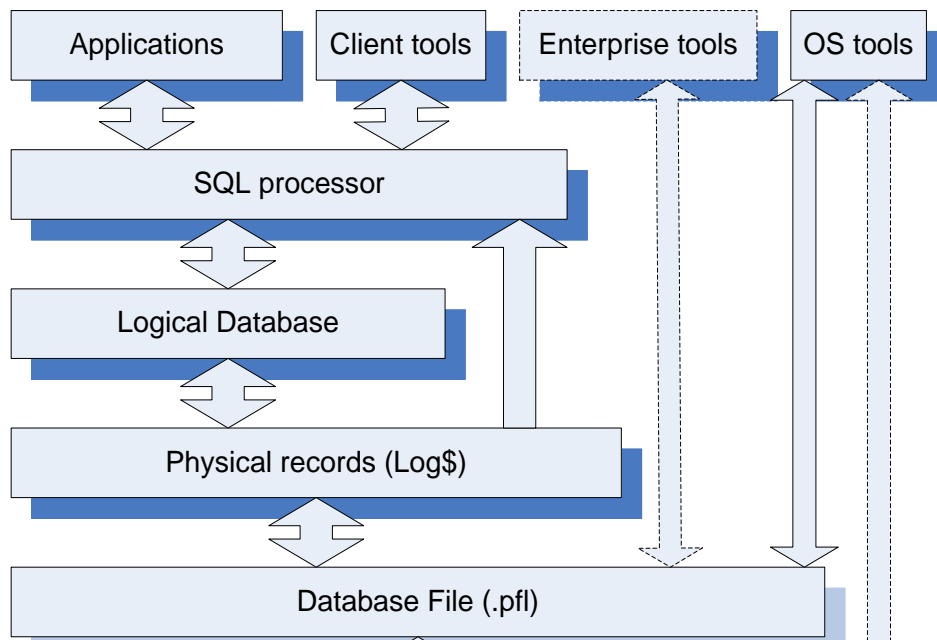 Applications
Client tools
Enterprise tools
OS tools
SQL processor
Logical Database
Physical records (Log$)
Database File (.pfl)